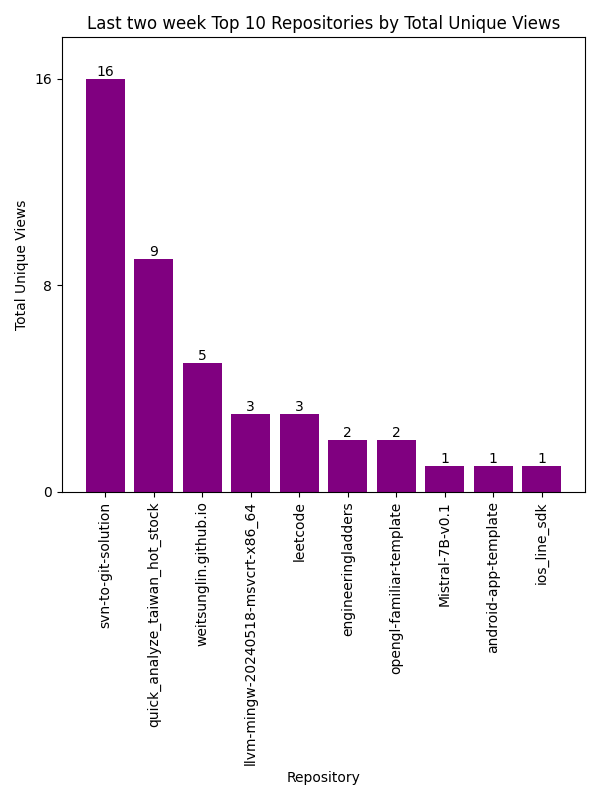 Last two week Top 10 Repositories by Total Unique Views
Total Unique Views
16
8
0
16
9
5
3
3
2
2
1
1
1
svn-to-git-solution
quick_analyze_taiwan_hot_stock
weitsunglin.github.io
llvm-mingw-20240518-msvcrt-x86_64
leetcode
engineeringladders
opengl-familiar-template
Mistral-7B-v0.1
android-app-template
ios_line_sdk
Repository